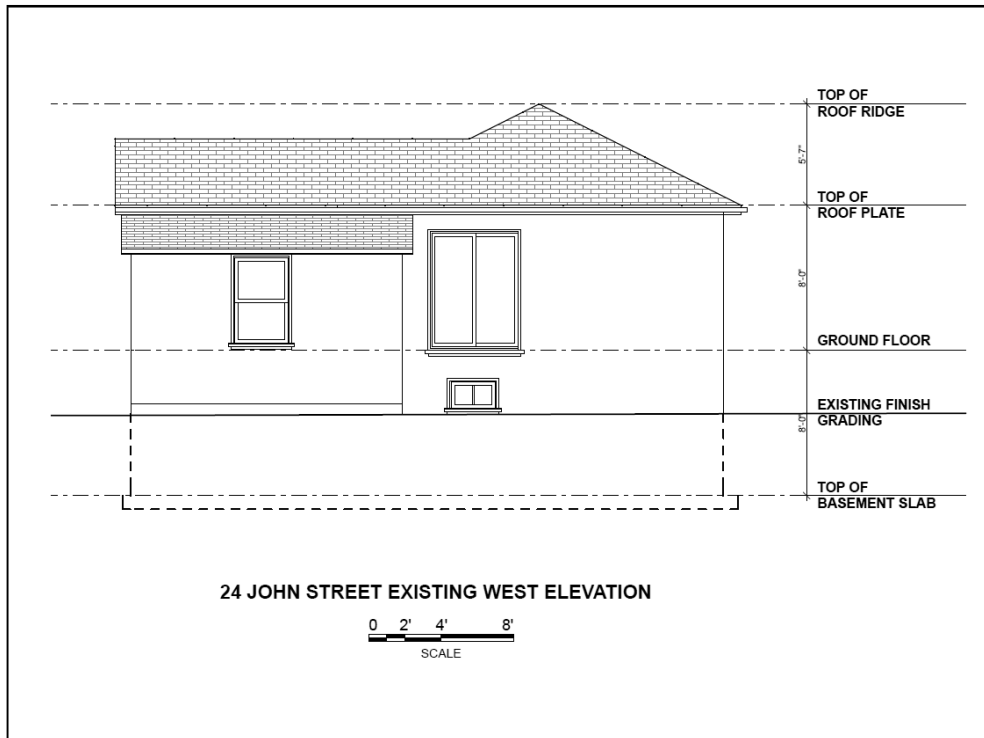 TOP OF
ROOF RIDGE
5'-7"
TOP OF
ROOF PLATE
8'-0"
GROUND FLOOR
EXISTING FINISH
GRADING
8'-0"
TOP OF
BASEMENT SLAB
24 JOHN STREET EXISTING WEST ELEVATION
0 2' 4' 8'
SCALE